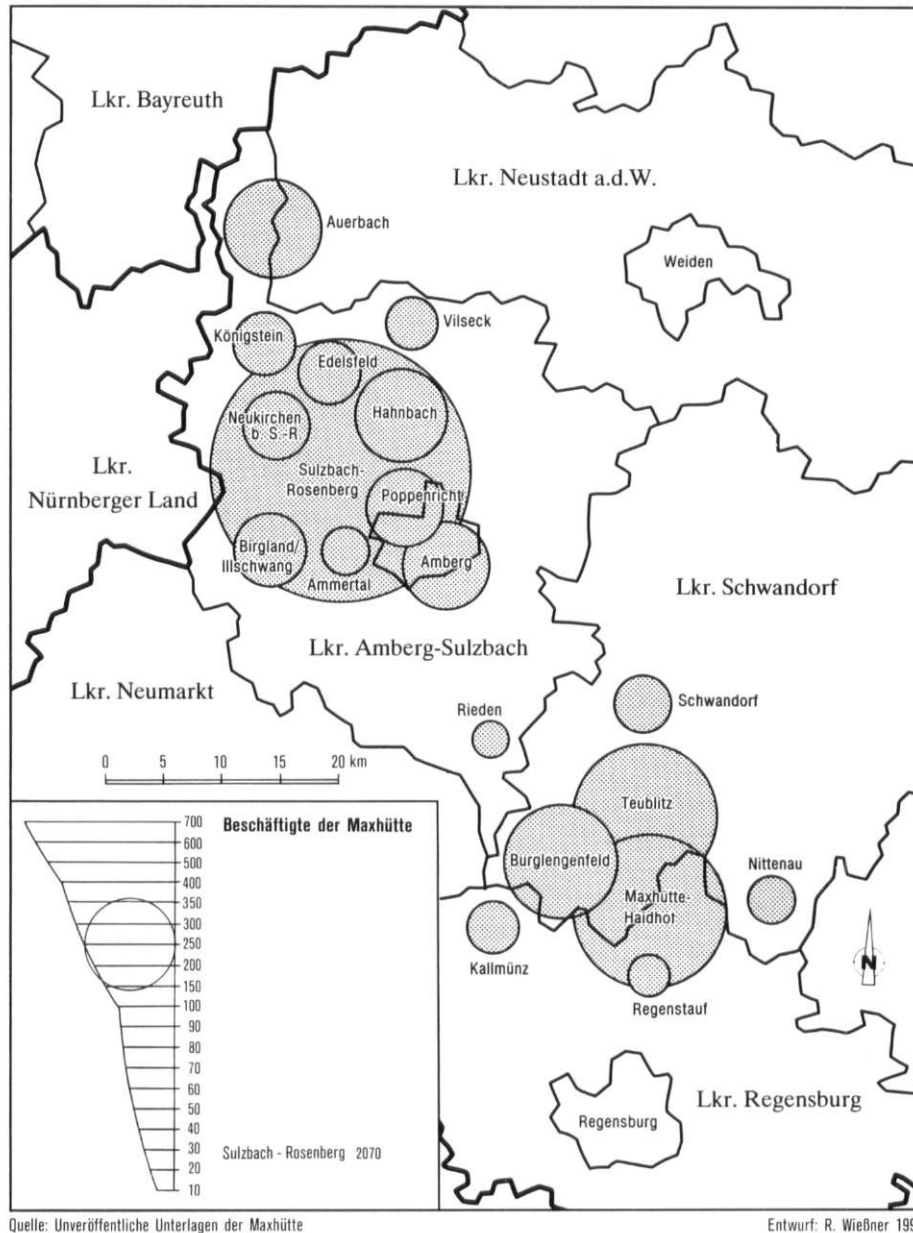 Lkr. Bayreuth
Lkr. Neustadt a.d.W.
Auerbach
Weiden
Vilseck
Königstein
Edelsfeld
Neukirchen
b. S.-R.
Hahnbach
Lkr.
Nürnberger Land
Sulzbach-
Rosenberg
Poppenricht
Birgland/
Illschwang
Ammertal
Amberg
Lkr. Schwandorf
Lkr. Amberg-Sulzbach
Lkr. Neumarkt
Rieden
Schwandorf
0 5 10 15 20 km
Teublitz
Burglengenfeld
Maxhütte-
Haidhof
Nittenau
Kallmünz
Regenstauf
N
Lkr. Regensburg
Regensburg
Beschäftigte der Maxhütte
700
600
500
400
350
300
250
200
150
100
90
80
70
60
50
40
30
20
10
Sulzbach - Rosenberg 2070
Quelle: Unveröffentliche Unterlagen der Maxhütte
Entwurf: R. Wießner